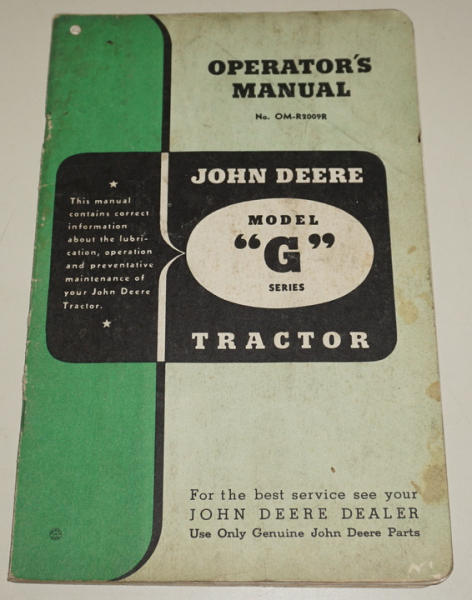 OPERATOR'S
MANUAL
No. OM-R2009R
JOHN DEERE
MODEL
"G"
SERIES
TRACTOR
★
This manual
contains correct
information
about the lubri-
cation, operation
and preventative
maintenance of
your John Deere
Tractor.
★
For the best service see your
JOHN DEERE DEALER
Use Only Genuine John Deere Parts